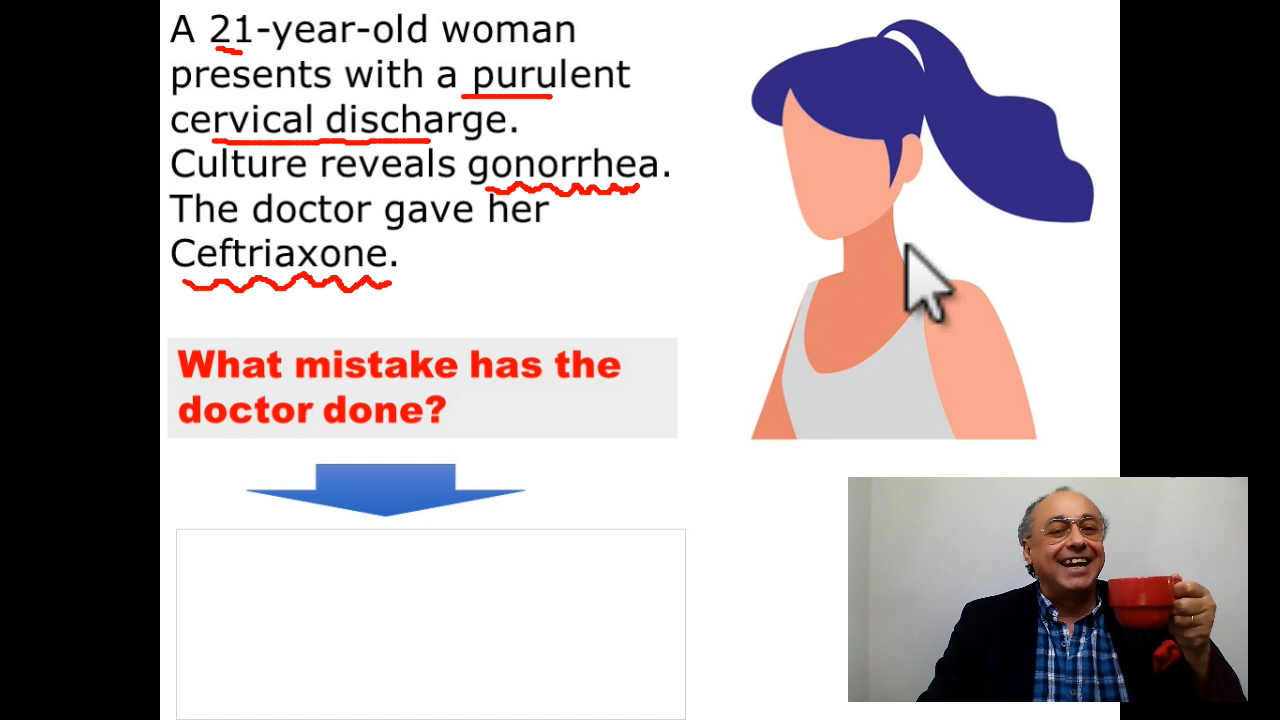 A 21-year-old woman
presents with a purulent
cervical discharge.
Culture reveals gonorrhea.
The doctor gave her
Ceftriaxone.
What mistake has the
doctor done?